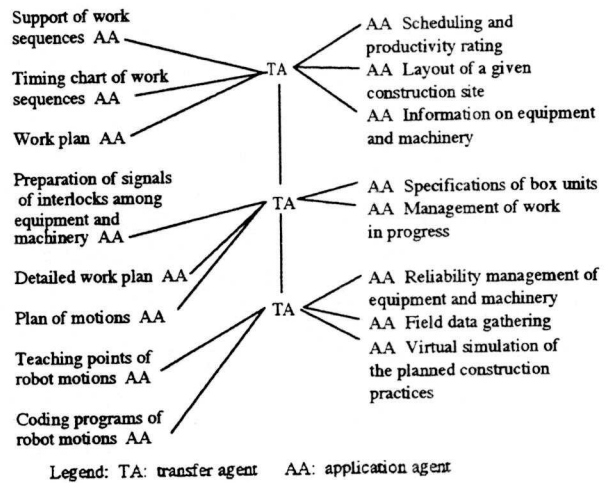 Support of work
sequences AA
Timing chart of work
sequences AA
Work plan AA
TA
AA Scheduling and
productivity rating
AA Layout of a given
construction site
AA Information on equipment
and machinery
Preparation of signals
of interlocks among
equipment and
machinery AA
Detailed work plan AA
Plan of motions AA
TA
AA Specifications of box units
AA Management of work
in progress
Teaching points of
robot motions AA
Coding programs of
robot motions AA
TA
AA Reliability management of
equipment and machinery
AA Field data gathering
AA Virtual simulation of
the planned construction
practices
Legend: TA: transfer agent AA: application agent